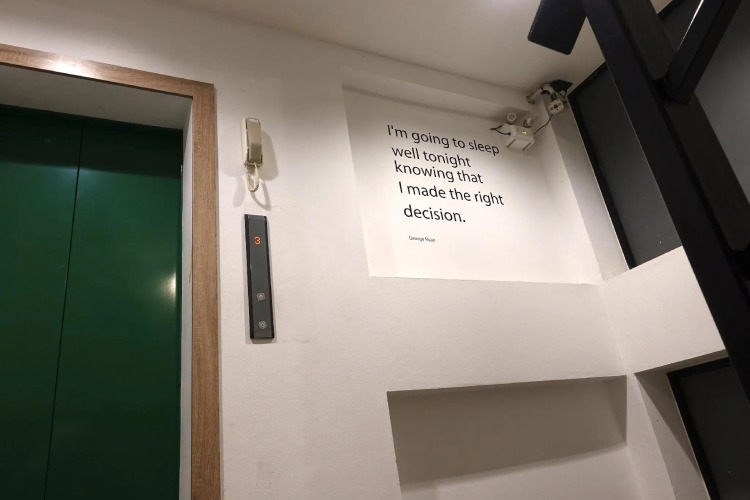 3
I'm going to sleep
well tonight
knowing that
I made the right
decision.